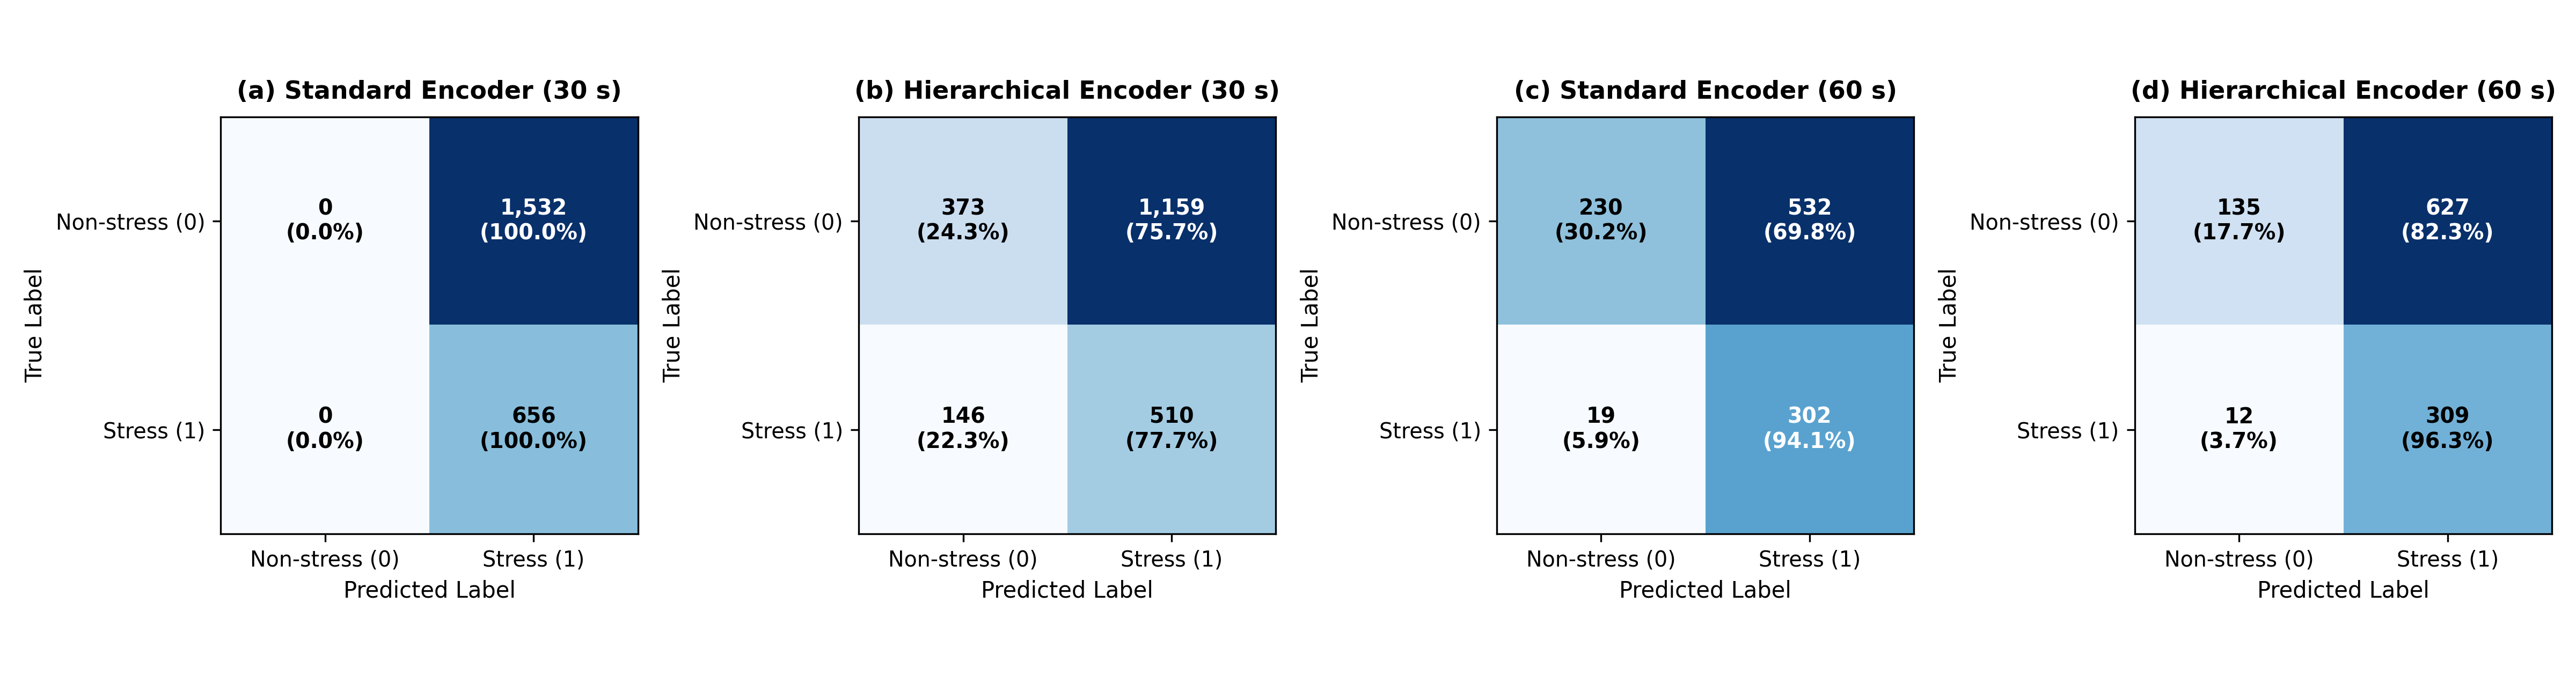 (a) Standard Encoder (30 s)
True Label
Non-stress (0)
0
(0.0%)
1,532
(100.0%)
Stress (1)
0
(0.0%)
656
(100.0%)
Non-stress (0)
Stress (1)
Predicted Label
(b) Hierarchical Encoder (30 s)
True Label
Non-stress (0)
373
(24.3%)
1,159
(75.7%)
Stress (1)
146
(22.3%)
510
(77.7%)
Non-stress (0)
Stress (1)
Predicted Label
(c) Standard Encoder (60 s)
True Label
Non-stress (0)
230
(30.2%)
532
(69.8%)
Stress (1)
19
(5.9%)
302
(94.1%)
Non-stress (0)
Stress (1)
Predicted Label
(d) Hierarchical Encoder (60 s)
True Label
Non-stress (0)
135
(17.7%)
627
(82.3%)
Stress (1)
12
(3.7%)
309
(96.3%)
Non-stress (0)
Stress (1)
Predicted Label